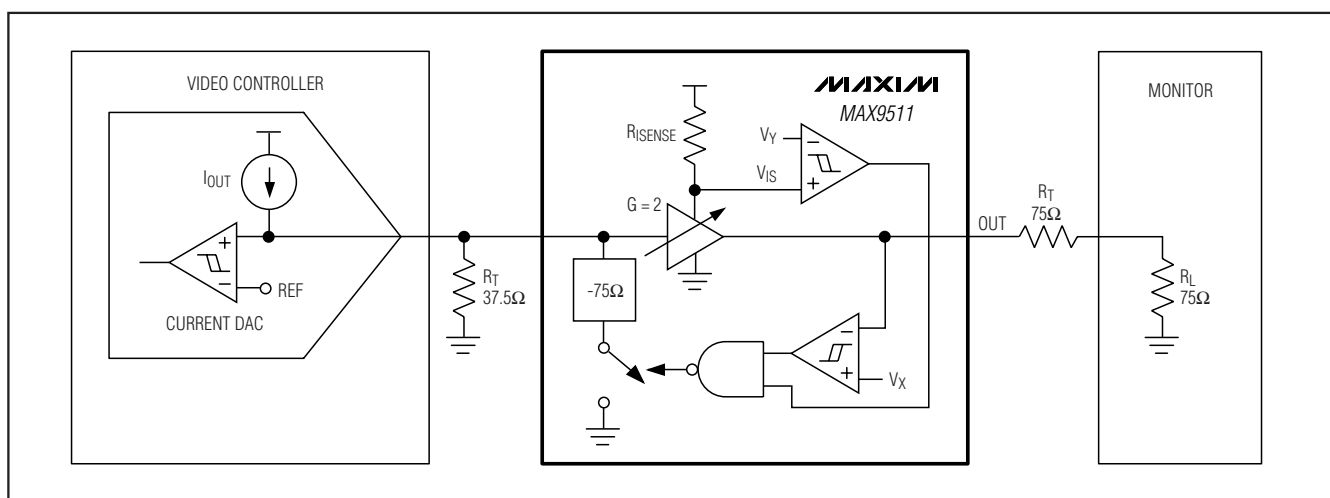 VIDEO CONTROLLER
IOUT
+
−
REF
CURRENT DAC
RT
37.5Ω
MAXIM
MAX9511
RISENSE
VY
−
VIS
+
G = 2
-75Ω
−
+
VX
OUT
RT
75Ω
MONITOR
RL
75Ω